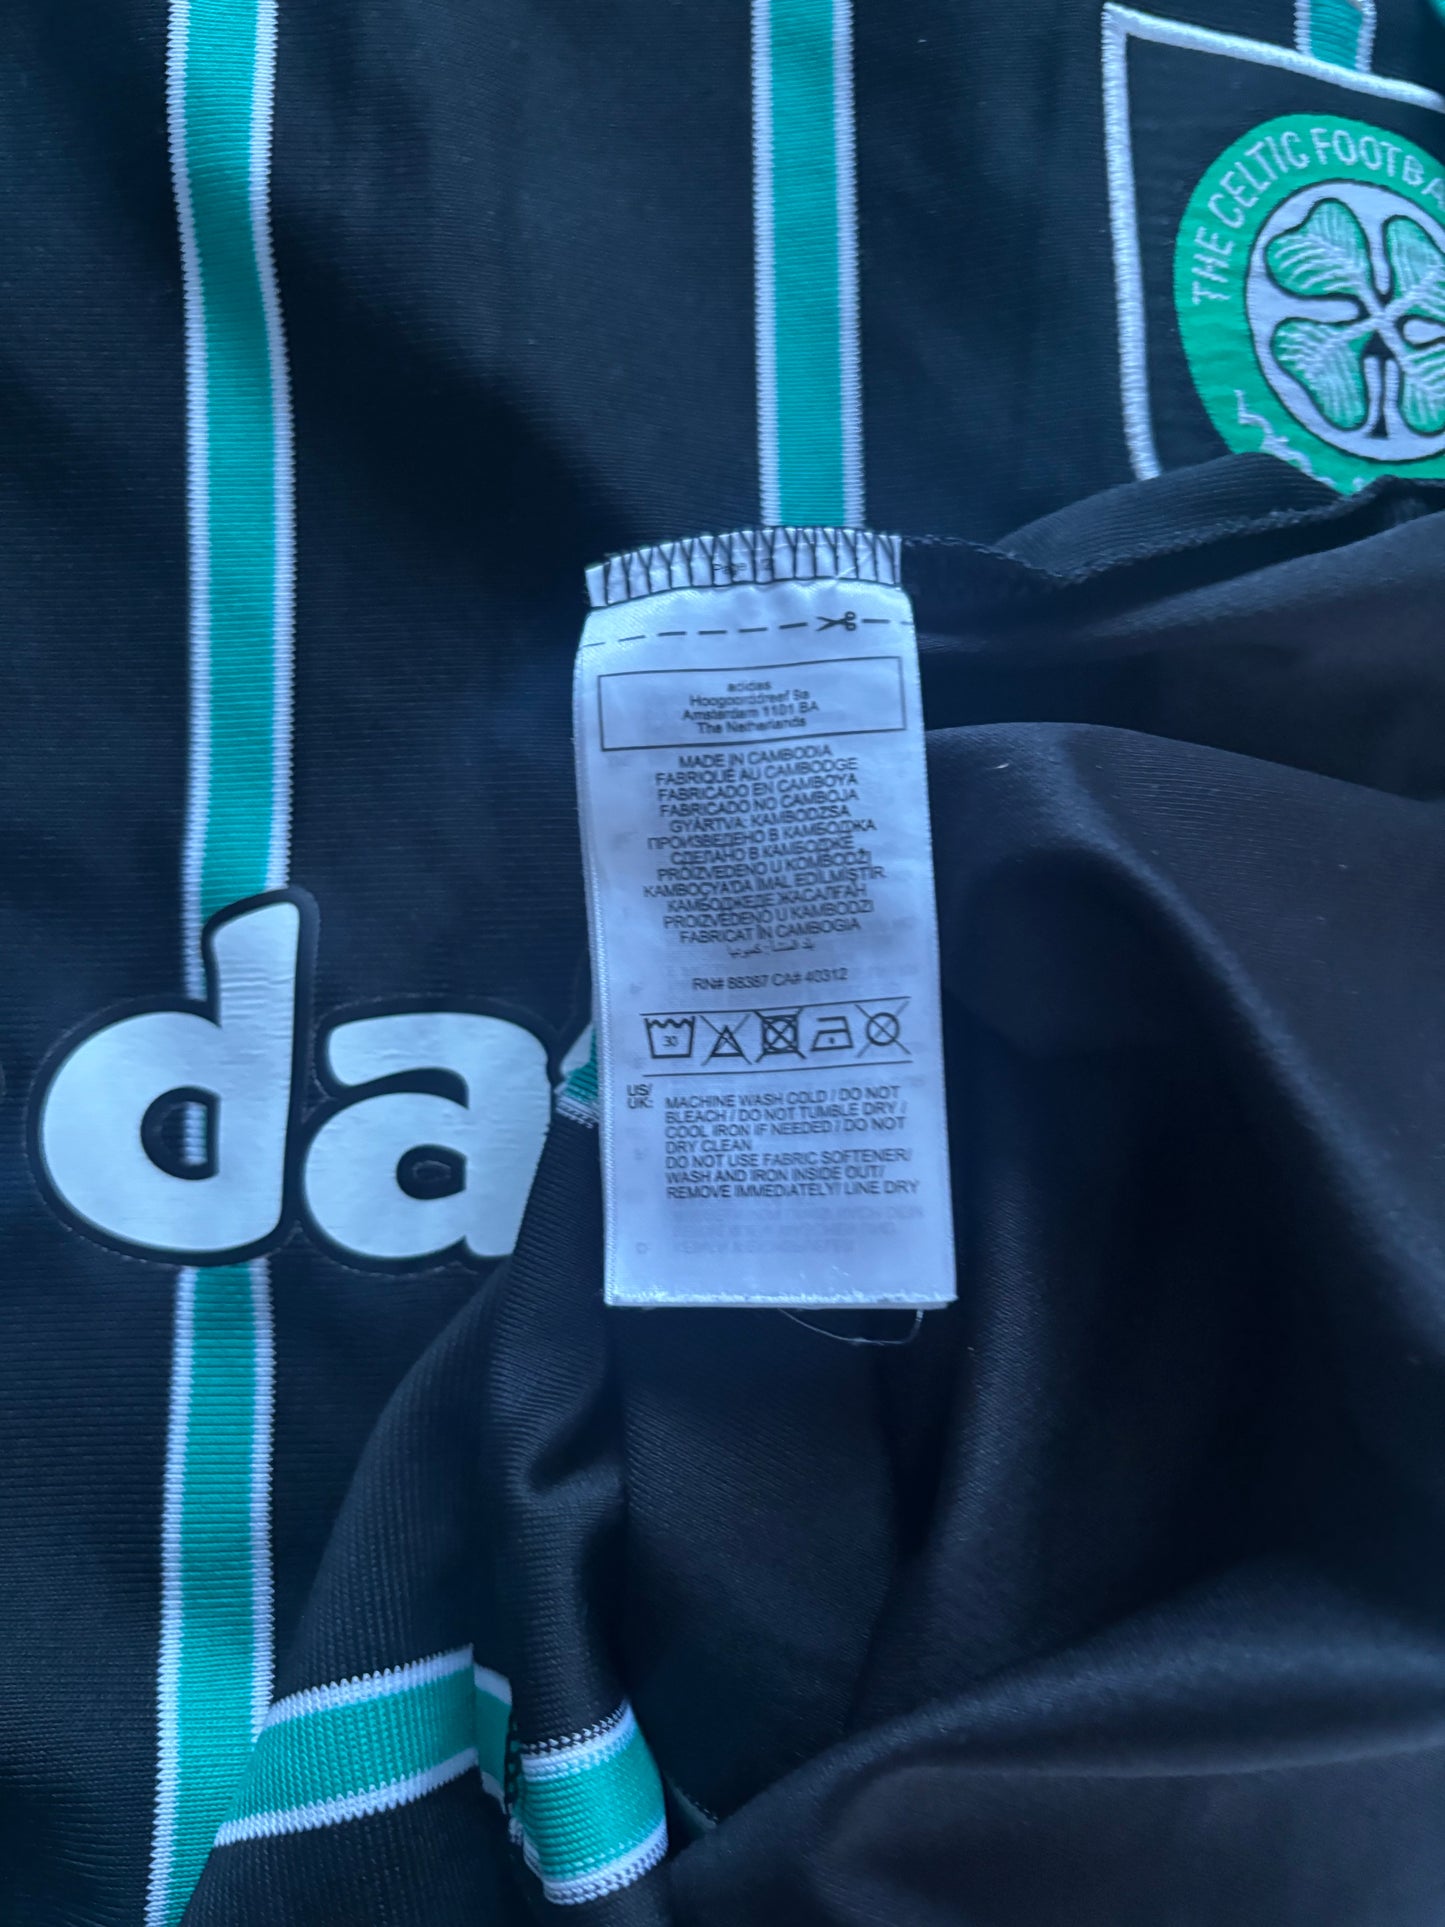 THE CELTIC FOOTBA
Page
adidas
Hoogoorddreef 9a
Amsterdam 1101 BA
The Netherlands
MADE IN CAMBODIA
FABRIQUÉ AU CAMBODGE
FABRICADO EN CAMBOYA
FABRICADO NO CAMBOJA
GYÁRTVA: KAMBODZSA
ПРОИЗВЕДЕНО В КАМБОДЖА
СДЕЛАНО В КАМБОДЖЕ
PROIZVEDENO U KOMBODŽI
KAMBOÇYA'DA İMAL EDİLMİŞTİR.
КАМБОДЖЕДЕ ЖАСАЛҒАН
PROIZVEDENO U KAMBODZI
FABRICAT ÎN CAMBOGIA
بلد المنشأ: كمبوديا
RN# 88387 CA# 40312
30
US/
UK:
MACHINE WASH COLD / DO NOT
BLEACH / DO NOT TUMBLE DRY /
COOL IRON IF NEEDED / DO NOT
DRY CLEAN
DO NOT USE FABRIC SOFTENER/
WASH AND IRON INSIDE OUT/
REMOVE IMMEDIATELY/ LINE DRY
da